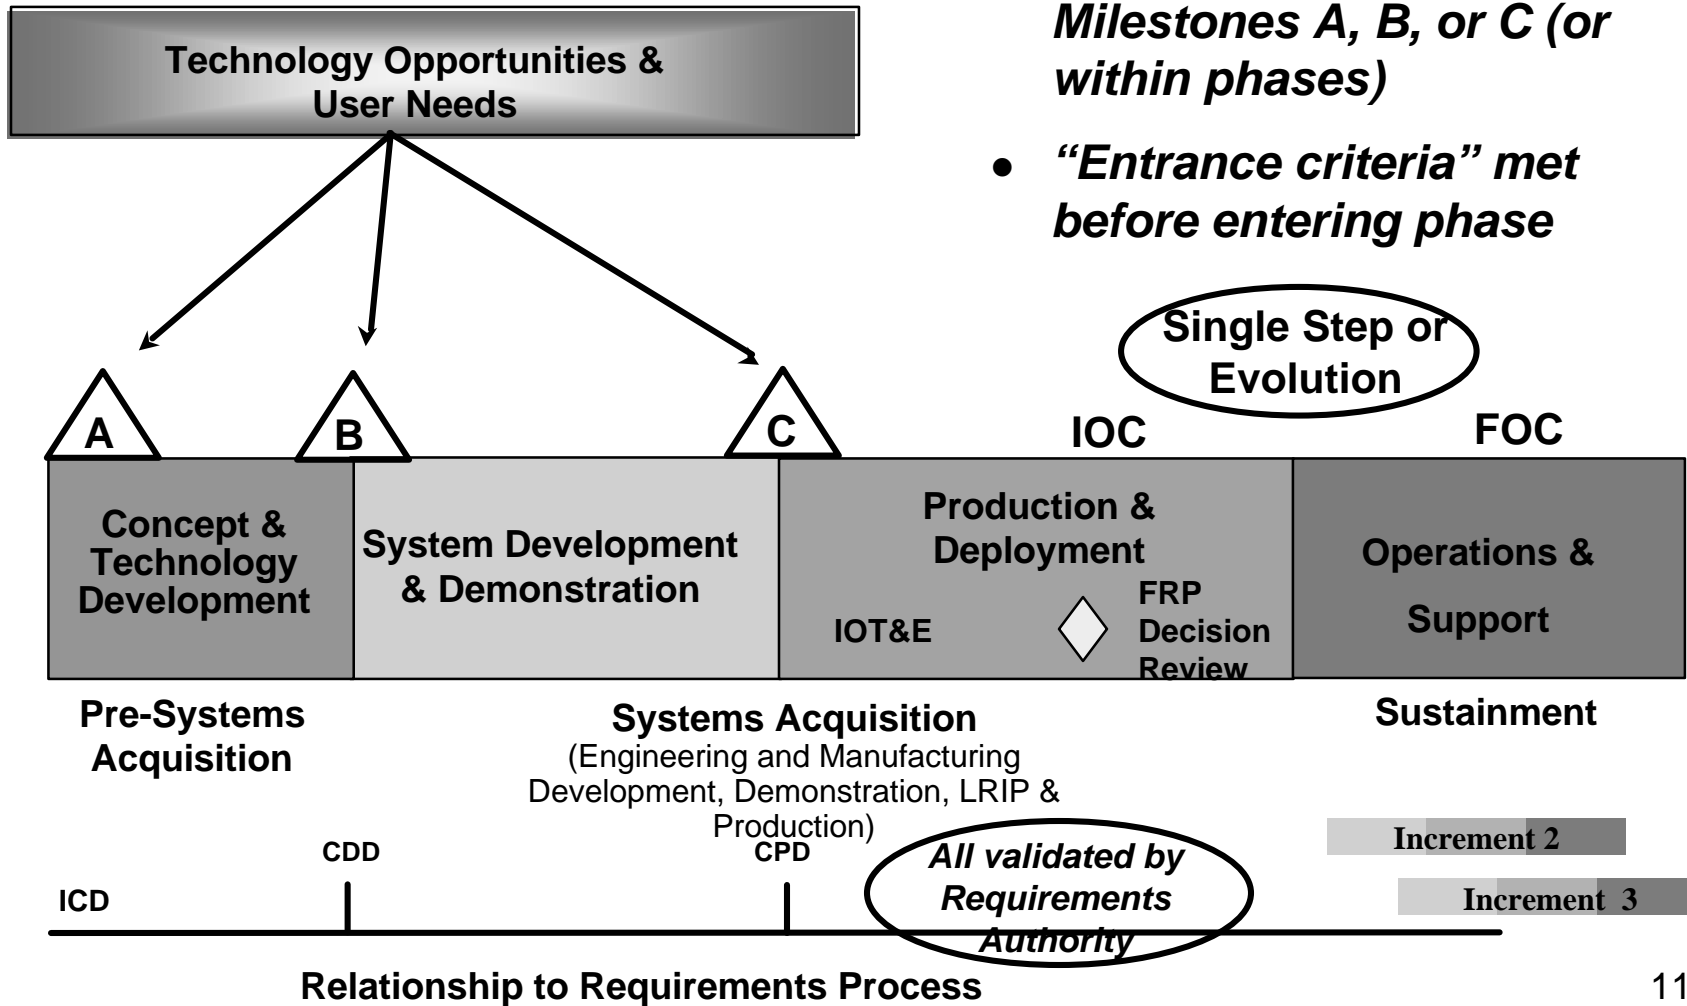 Milestones A, B, or C (or
within phases)
● “Entrance criteria” met
before entering phase
Technology Opportunities &
User Needs
Single Step or
Evolution
A
B
C
IOC
FOC
Concept &
Technology
Development
System Development
& Demonstration
Production &
Deployment
IOT&E
FRP
Decision
Review
Operations &
Support
Pre-Systems
Acquisition
Systems Acquisition
(Engineering and Manufacturing
Development, Demonstration, LRIP &
Production)
Sustainment
ICD
CDD
CPD
All validated by
Requirements
Authority
Increment 2
Increment 3
Relationship to Requirements Process
11